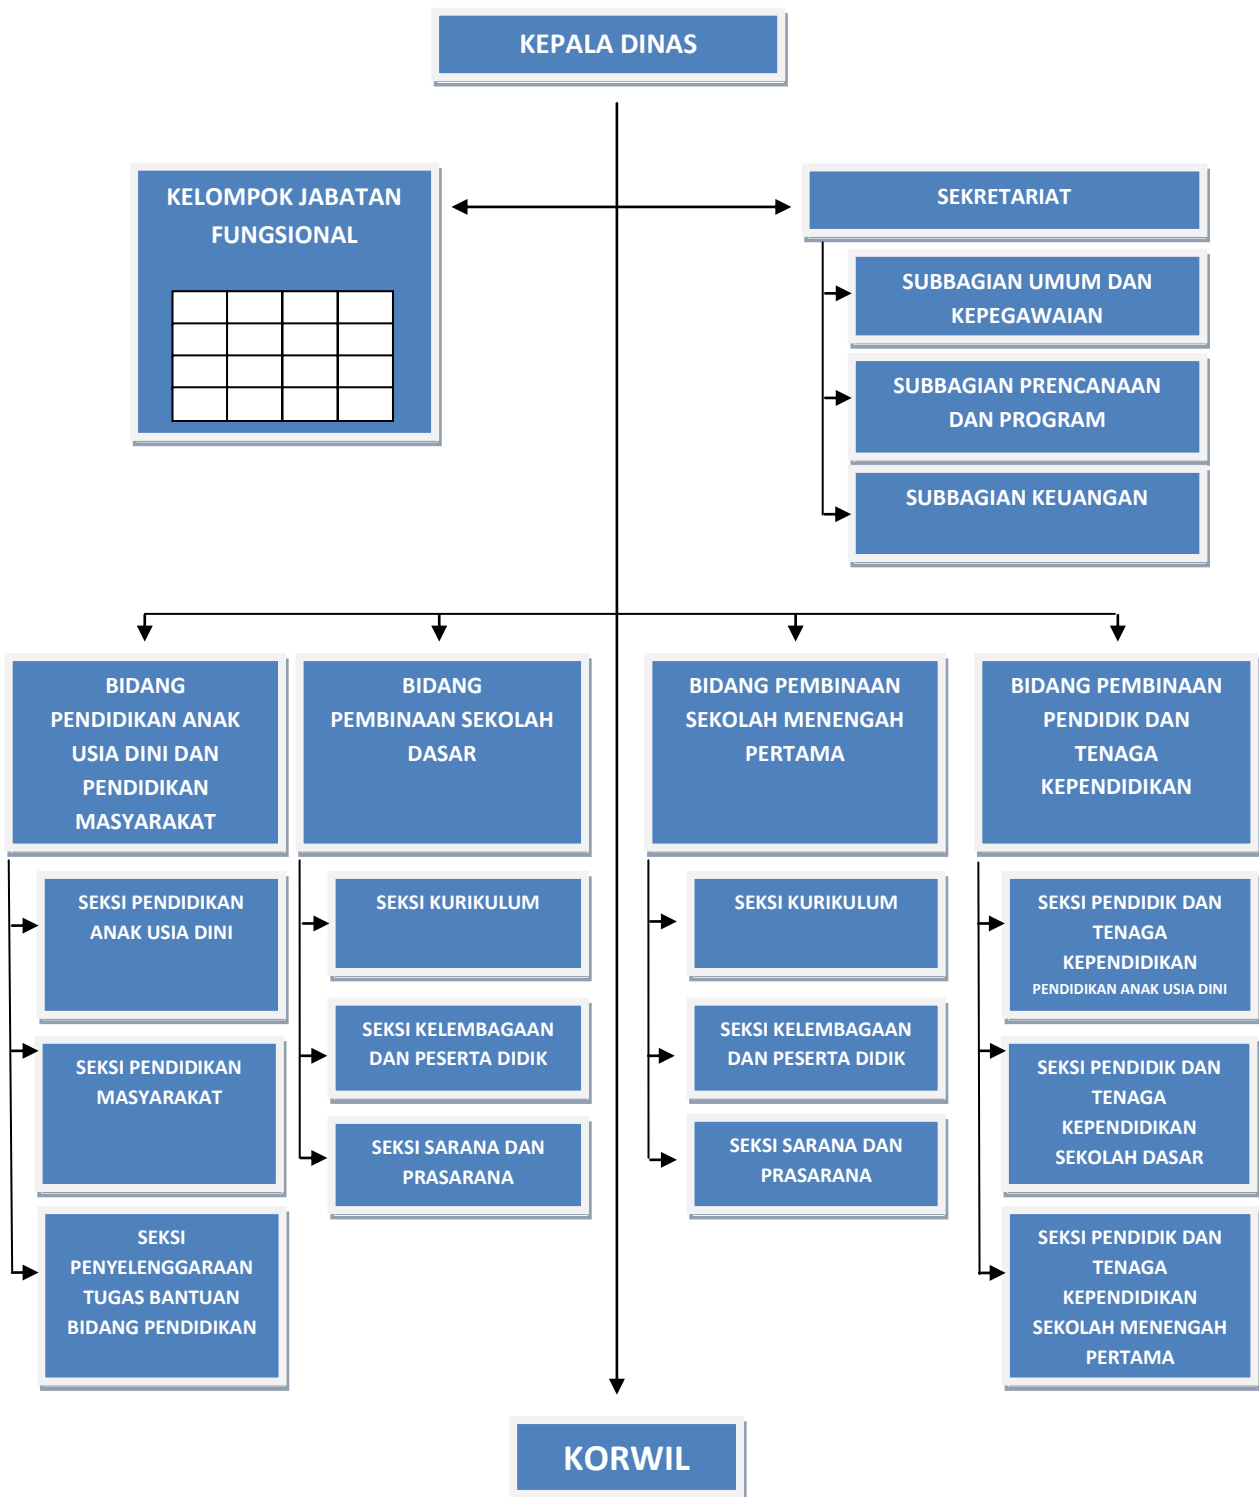 KEPALA DINAS
KELOMPOK JABATAN
FUNGSIONAL
SEKRETARIAT
SUBBAGIAN UMUM DAN
KEPEGAWAIAN
SUBBAGIAN PRENCANAAN
DAN PROGRAM
SUBBAGIAN KEUANGAN
BIDANG
PENDIDIKAN ANAK
USIA DINI DAN
PENDIDIKAN
MASYARAKAT
BIDANG
PEMBINAAN SEKOLAH
DASAR
BIDANG PEMBINAAN
SEKOLAH MENENGAH
PERTAMA
BIDANG PEMBINAAN
PENDIDIK DAN
TENAGA
KEPENDIDIKAN
SEKSI PENDIDIKAN
ANAK USIA DINI
SEKSI PENDIDIKAN
MASYARAKAT
SEKSI
PENYELENGGARAAN
TUGAS BANTUAN
BIDANG PENDIDIKAN
SEKSI KURIKULUM
SEKSI KELEMBAGAAN
DAN PESERTA DIDIK
SEKSI SARANA DAN
PRASARANA
SEKSI KURIKULUM
SEKSI KELEMBAGAAN
DAN PESERTA DIDIK
SEKSI SARANA DAN
PRASARANA
SEKSI PENDIDIK DAN
TENAGA
KEPENDIDIKAN
PENDIDIKAN ANAK USIA DINI
SEKSI PENDIDIK DAN
TENAGA
KEPENDIDIKAN
SEKOLAH DASAR
SEKSI PENDIDIK DAN
TENAGA
KEPENDIDIKAN
SEKOLAH MENENGAH
PERTAMA
KORWIL